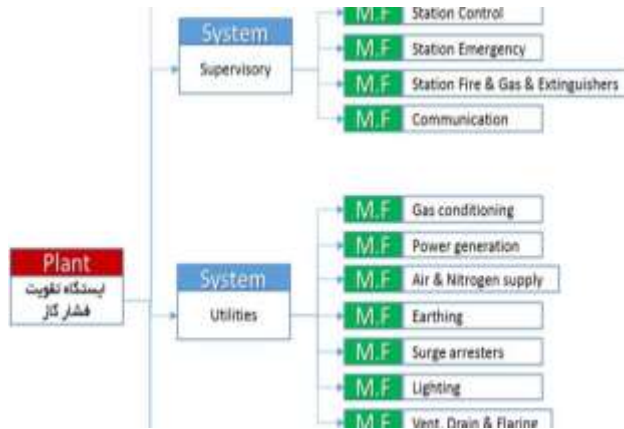 System
Supervisory
M.F Station Control
M.F Station Emergency
M.F Station Fire & Gas & Extinguishers
M.F Communication
Plant
ایستگاه تقویت
فشار گاز
System
Utilities
M.F Gas conditioning
M.F Power generation
M.F Air & Nitrogen supply
M.F Earthing
M.F Surge arresters
M.F Lighting
M.F Vent, Drain & Flaring